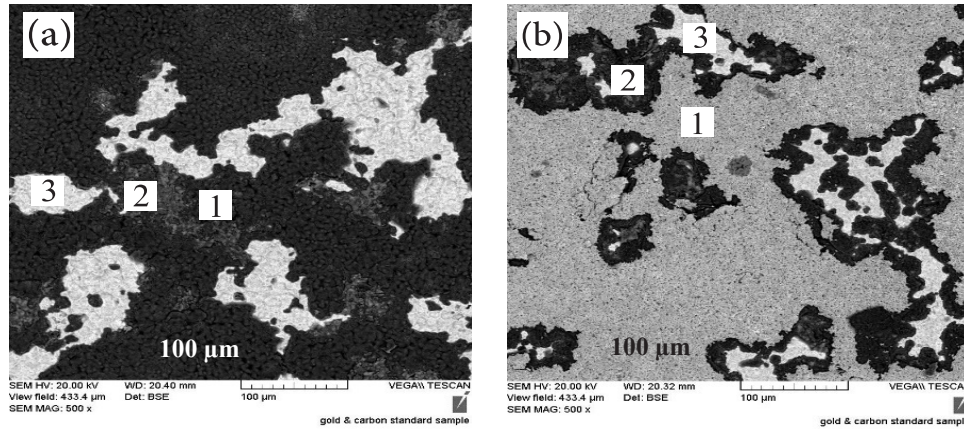 (a)
3
2
1
100 µm
SEM HV: 20.00 kV WD: 20.40 mm
View field: 433.4 µm Det: BSE 100 µm
SEM MAG: 500 x
VEGA\\ TESCAN
gold & carbon standard sample
(b)
3
2
1
100 µm
SEM HV: 20.00 kV WD: 20.32 mm
View field: 433.4 µm Det: BSE 100 µm
SEM MAG: 500 x
VEGA\\ TESCAN
gold & carbon standard sampl